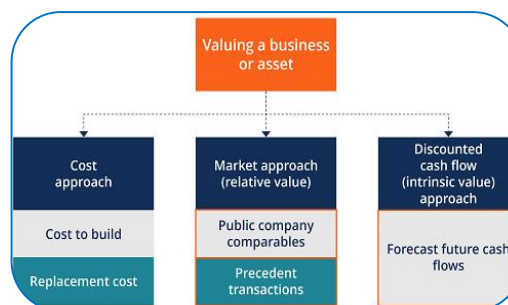 Valuing a business
or asset
Cost
approach
Cost to build
Replacement cost
Market approach
(relative value)
Public company
comparables
Precedent
transactions
Discounted
cash flow
(intrinsic value)
approach
Forecast future cash
flows